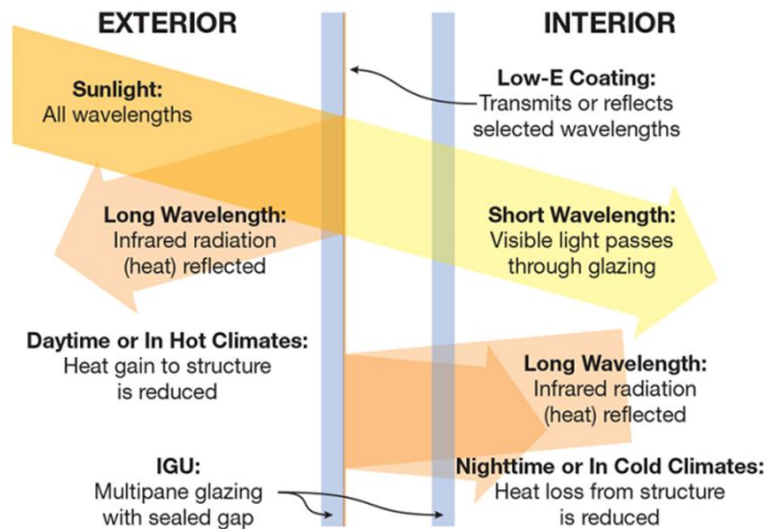 EXTERIOR
INTERIOR
Sunlight:
All wavelengths
Low-E Coating:
Transmits or reflects
selected wavelengths
Long Wavelength:
Infrared radiation
(heat) reflected
Short Wavelength:
Visible light passes
through glazing
Daytime or In Hot Climates:
Heat gain to structure
is reduced
Long Wavelength:
Infrared radiation
(heat) reflected
IGU:
Multipane glazing
with sealed gap
Nighttime or In Cold Climates:
Heat loss from structure
is reduced